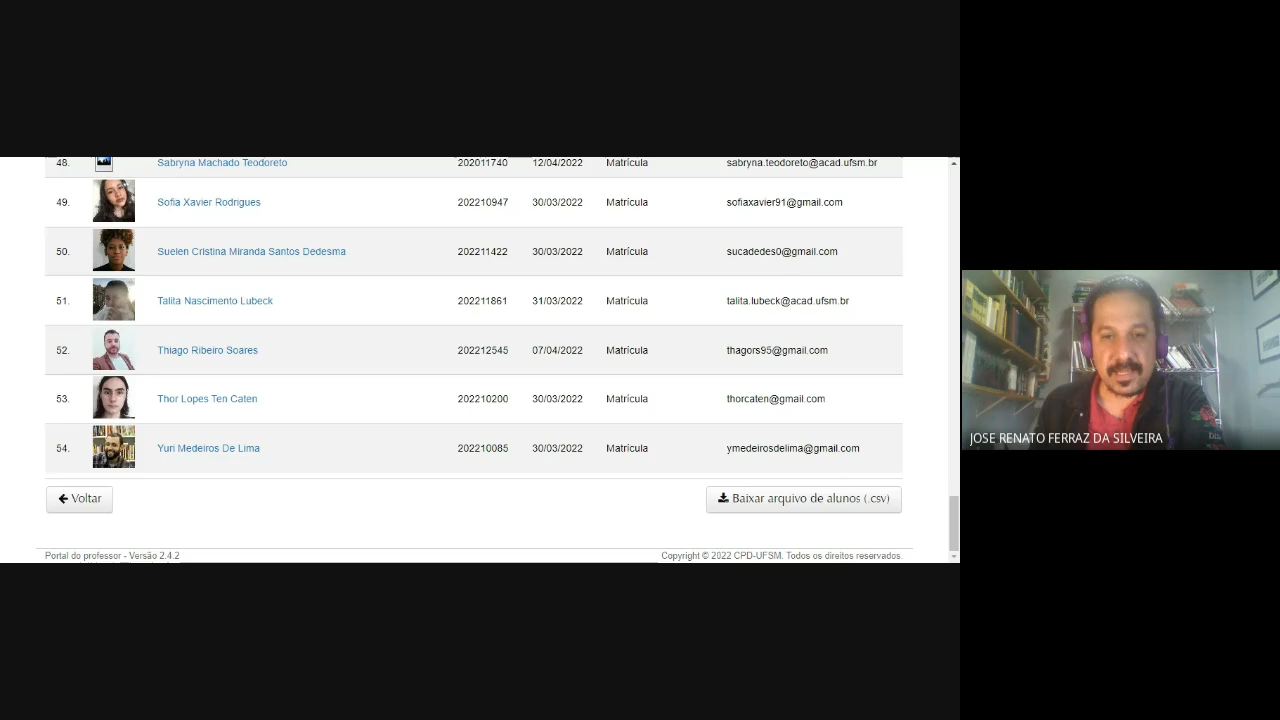 48. Sabryna Machado Teodoreto 202011740 12/04/2022 Matrícula sabryna.teodoreto@acad.ufsm.br
49. Sofia Xavier Rodrigues 202210947 30/03/2022 Matrícula sofiaxavier91@gmail.com
50. Suelen Cristina Miranda Santos Dedesma 202211422 30/03/2022 Matrícula sucadedes0@gmail.com
51. Talita Nascimento Lubeck 202211861 31/03/2022 Matrícula talita.lubeck@acad.ufsm.br
52. Thiago Ribeiro Soares 202212545 07/04/2022 Matrícula thagors95@gmail.com
53. Thor Lopes Ten Caten 202210200 30/03/2022 Matrícula thorcaten@gmail.com
54. Yuri Medeiros De Lima 202210085 30/03/2022 Matrícula ymedeirosdelima@gmail.com
Voltar Baixar arquivo de alunos (.csv)
Portal do professor - Versão 2.4.2 Copyright © 2022 CPD-UFSM. Todos os direitos reservados.
JOSE RENATO FERRAZ DA SILVEIRA